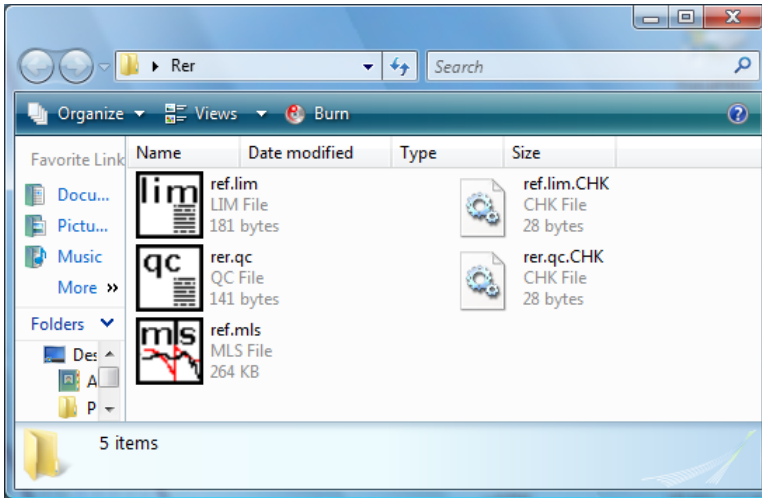 Rer
Search
Organize Views Burn
Favorite Link
Name Date modified Type Size
Docu...
Pictu...
Music
More »
Folders
Des
A
P
lim
ref.lim
LIM File
181 bytes
ref.lim.CHK
CHK File
28 bytes
qc
rer.qc
QC File
141 bytes
rer.qc.CHK
CHK File
28 bytes
mls
ref.mls
MLS File
264 KB
5 items